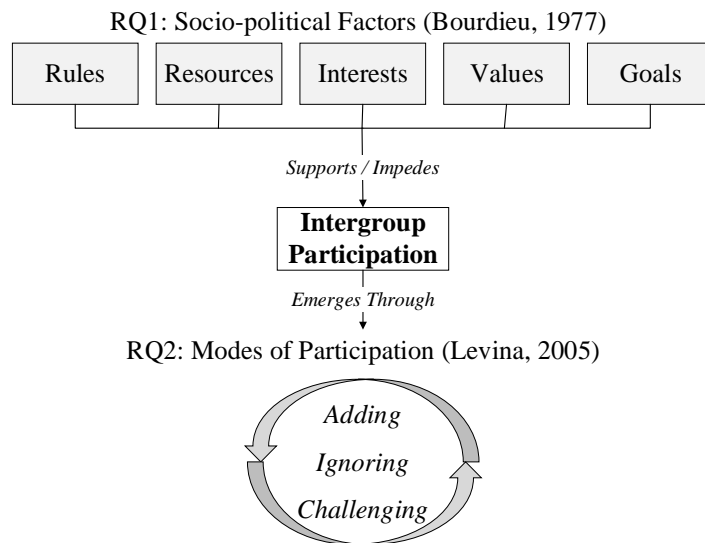 RQ1: Socio-political Factors (Bourdieu, 1977)
Rules Resources Interests Values Goals
Supports / Impedes
Intergroup
Participation
Emerges Through
RQ2: Modes of Participation (Levina, 2005)
Adding
Ignoring
Challenging